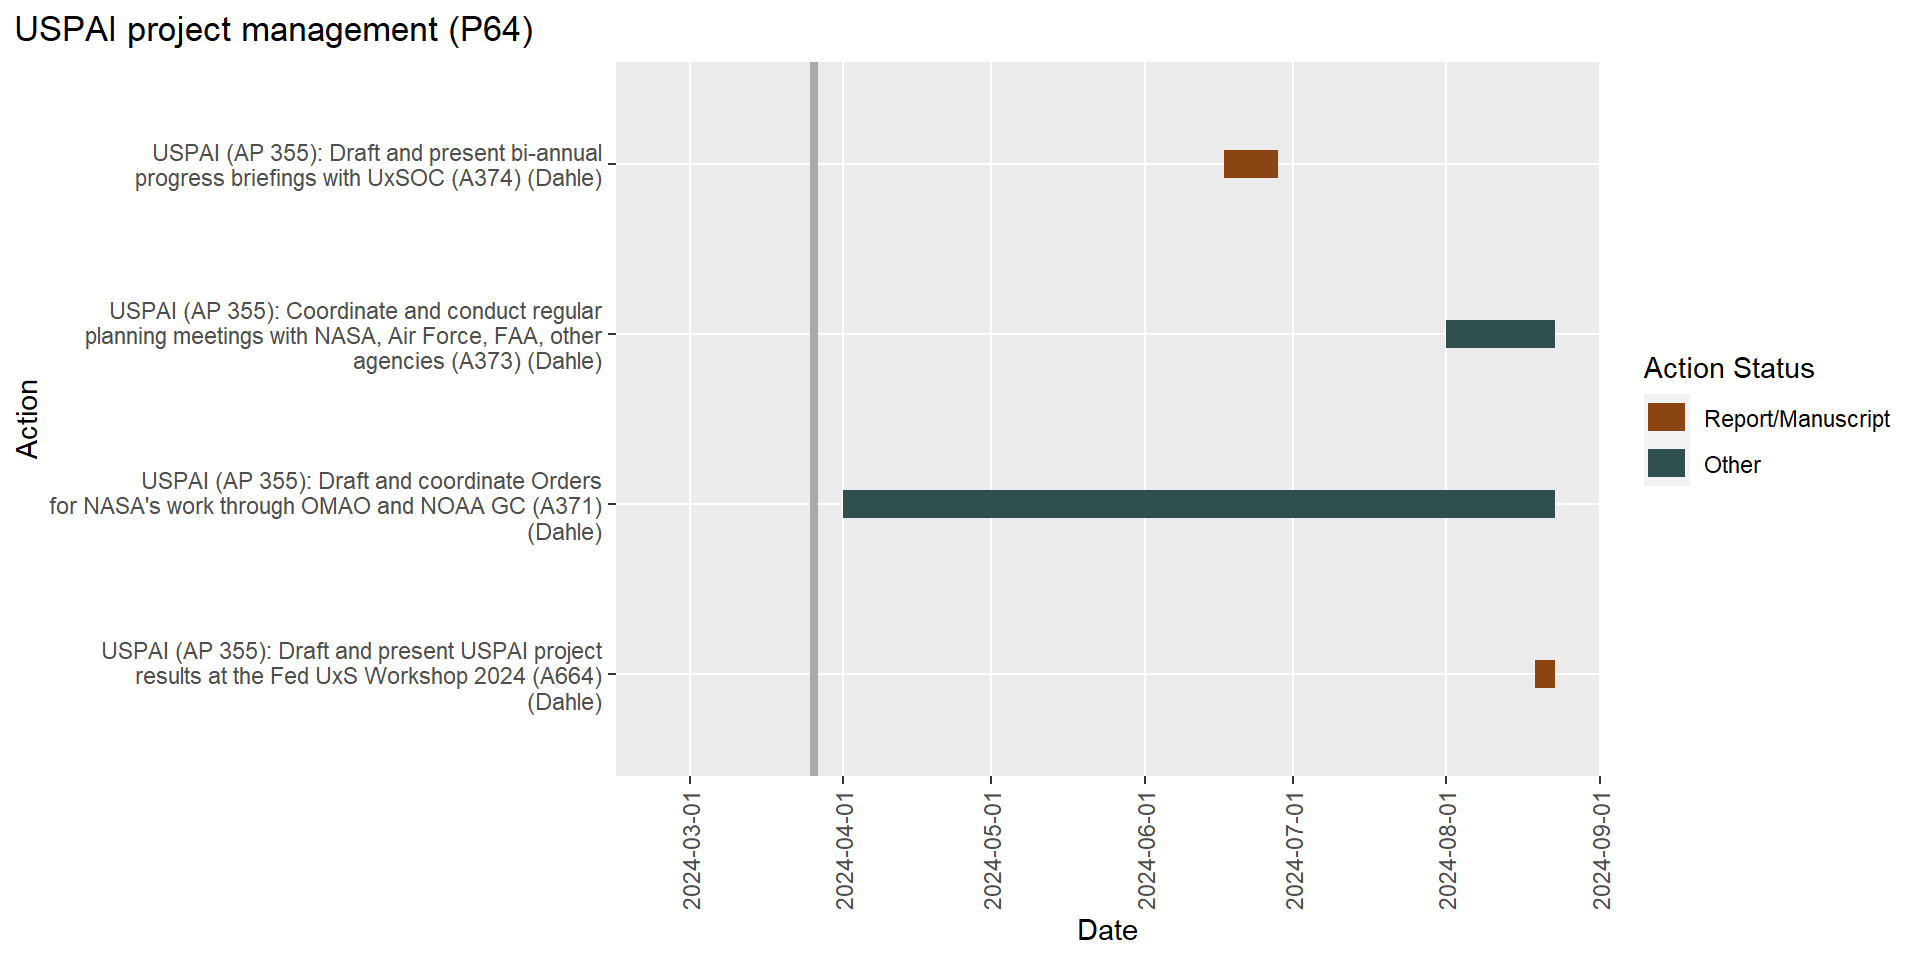 USPAI project management (P64)
USPAI (AP 355): Draft and present bi-annual
progress briefings with UxSOC (A374) (Dahle)
USPAI (AP 355): Coordinate and conduct regular
planning meetings with NASA, Air Force, FAA, other
agencies (A373) (Dahle)
USPAI (AP 355): Draft and coordinate Orders
for NASA's work through OMAO and NOAA GC (A371)
(Dahle)
USPAI (AP 355): Draft and present USPAI project
results at the Fed UxS Workshop 2024 (A664)
(Dahle)
Action
2024-03-01
2024-04-01
2024-05-01
2024-06-01
2024-07-01
2024-08-01
2024-09-01
Date
Action Status
Report/Manuscript
Other